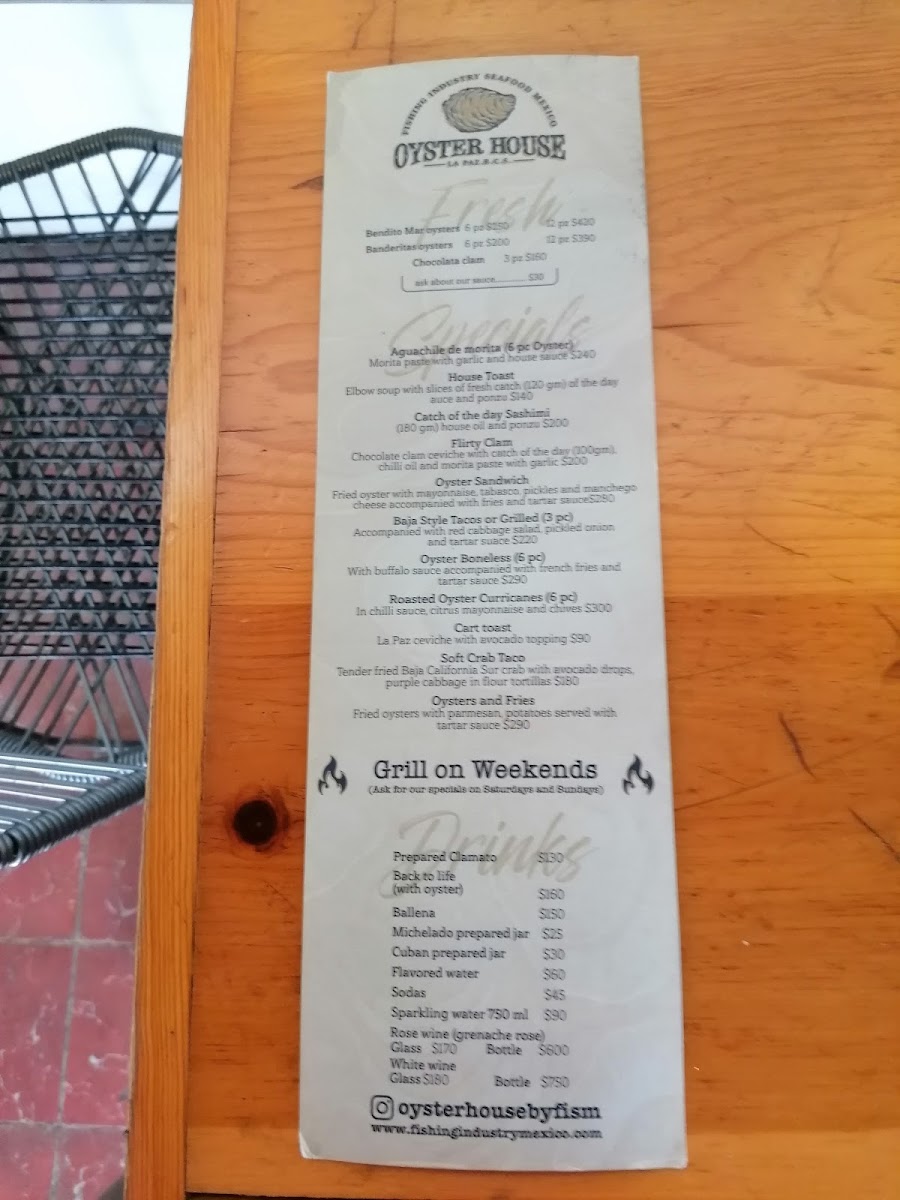 FISHING INDUSTRY SEAFOOD MEXICO
OYSTER HOUSE
LA PAZ B.C.S.
Fresh
Bendito Mar oysters 6 pz $250 12 pz $420
Banderitas oysters 6 pz $200 12 pz $390
Chocolata clam 3 pz $160
ask about our sauce............ $30
Specials
Aguachile de morita (6 pc Oyster)
Morita paste with garlic and house sauce $240
House Toast
Elbow soup with slices of fresh catch (120 gm) of the day
auce and ponzu $140
Catch of the day Sashimi
(180 gm) house oil and ponzu $200
Flirty Clam
Chocolate clam ceviche with catch of the day (100gm),
chilli oil and morita paste with garlic $200
Oyster Sandwich
Fried oyster with mayonnaise, tabasco, pickles and manchego
cheese accompanied with fries and tartar sauce$280
Baja Style Tacos or Grilled (3 pc)
Accompanied with red cabbage salad, pickled onion
and tartar suace $220
Oyster Boneless (6 pc)
With buffalo sauce accompanied with french fries and
tartar sauce $290
Roasted Oyster Curricanes (6 pc)
In chilli sauce, citrus mayonnaise and chives $300
Cart toast
La Paz ceviche with avocado topping $90
Soft Crab Taco
Tender fried Baja California Sur crab with avocado drops,
purple cabbage in flour tortillas $180
Oysters and Fries
Fried oysters with parmesan, potatoes served with
tartar sauce $290
Grill on Weekends
(Ask for our specials on Saturdays and Sundays)
Drinks
Prepared Clamato $130
Back to life
(with oyster) $160
Ballena $150
Michelado prepared jar $25
Cuban prepared jar $30
Flavored water $60
Sodas $45
Sparkling water 750 ml $90
Rose wine (grenache rose)
Glass $170 Bottle $600
White wine
Glass $180 Bottle $750
oysterhousebyfism
www.fishingindustrymexico.com